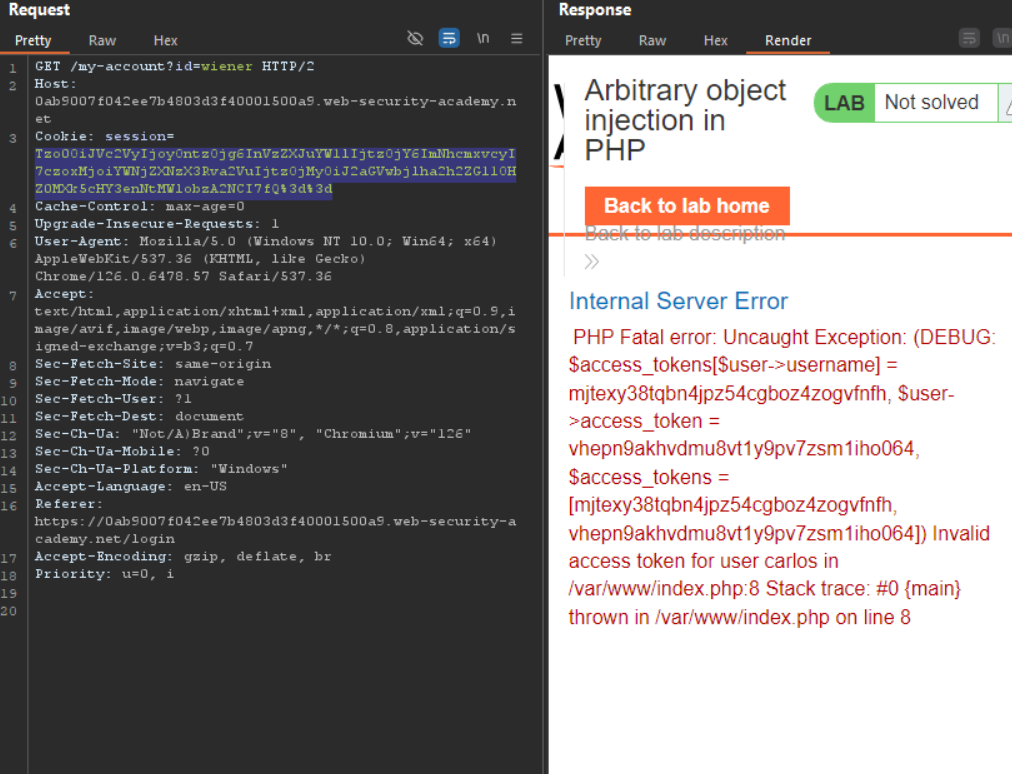 Request
Pretty Raw Hex \n
1 GET /my-account?id=wiener HTTP/2
2 Host:
0ab9007f042ee7b4803d3f40001500a9.web-security-academy.n
et
3 Cookie: session=
4 Cache-Control: max-age=0
5 Upgrade-Insecure-Requests: 1
6 User-Agent: Mozilla/5.0 (Windows NT 10.0; Win64; x64)
AppleWebKit/537.36 (KHTML, like Gecko)
Chrome/126.0.6478.57 Safari/537.36
7 Accept:
text/html,application/xhtml+xml,application/xml;q=0.9,i
mage/avif,image/webp,image/apng,*/*;q=0.8,application/s
igned-exchange;v=b3;q=0.7
8 Sec-Fetch-Site: same-origin
9 Sec-Fetch-Mode: navigate
10 Sec-Fetch-User: ?1
11 Sec-Fetch-Dest: document
12 Sec-Ch-Ua: "Not/A)Brand";v="8", "Chromium";v="126"
13 Sec-Ch-Ua-Mobile: ?0
14 Sec-Ch-Ua-Platform: "Windows"
15 Accept-Language: en-US
16 Referer:
https://0ab9007f042ee7b4803d3f40001500a9.web-security-a
cademy.net/login
17 Accept-Encoding: gzip, deflate, br
18 Priority: u=0, i
19
20
Response
Pretty Raw Hex Render \n
Arbitrary object
injection in
PHP
LAB Not solved
Back to lab home
Back to lab description
Internal Server Error
PHP Fatal error: Uncaught Exception: (DEBUG:
$access_tokens[$user->username] =
mjtexy38tqbn4jpz54cgboz4zogvfnfh, $user-
>access_token =
vhepn9akhvdmu8vt1y9pv7zsm1iho064,
$access_tokens =
[mjtexy38tqbn4jpz54cgboz4zogvfnfh,
vhepn9akhvdmu8vt1y9pv7zsm1iho064]) Invalid
access token for user carlos in
/var/www/index.php:8 Stack trace: #0 {main}
thrown in /var/www/index.php on line 8